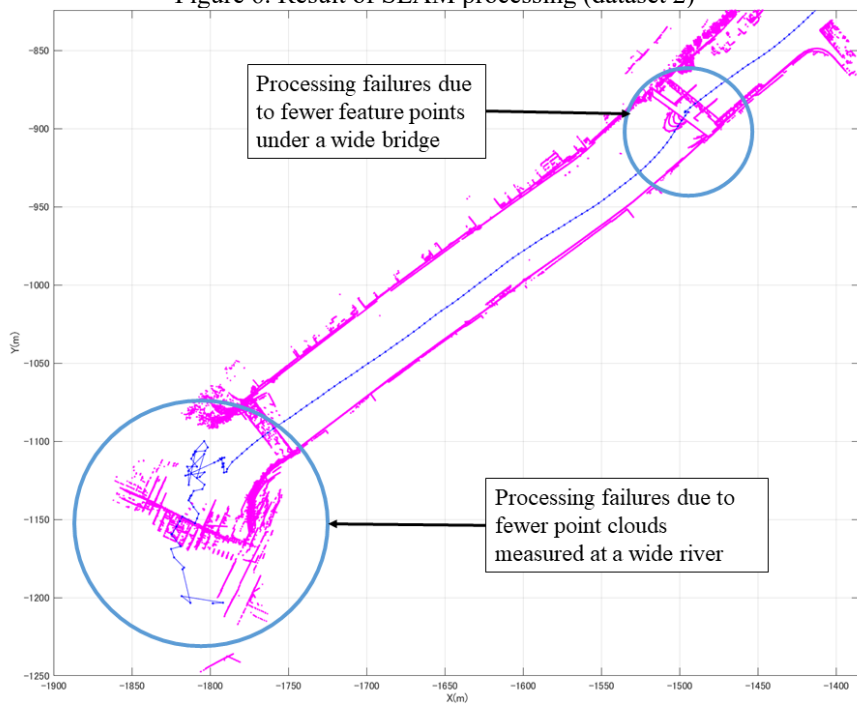 Figure 6. Result of SLAM processing (dataset 2)
Processing failures due
to fewer feature points
under a wide bridge
Processing failures due to
fewer point clouds
measured at a wide river
Y(m)
-850
-900
-950
-1000
-1050
-1100
-1150
-1200
-1250
-1900
-1850
-1800
-1750
-1700
-1650
-1600
-1550
-1500
-1450
-1400
X(m)